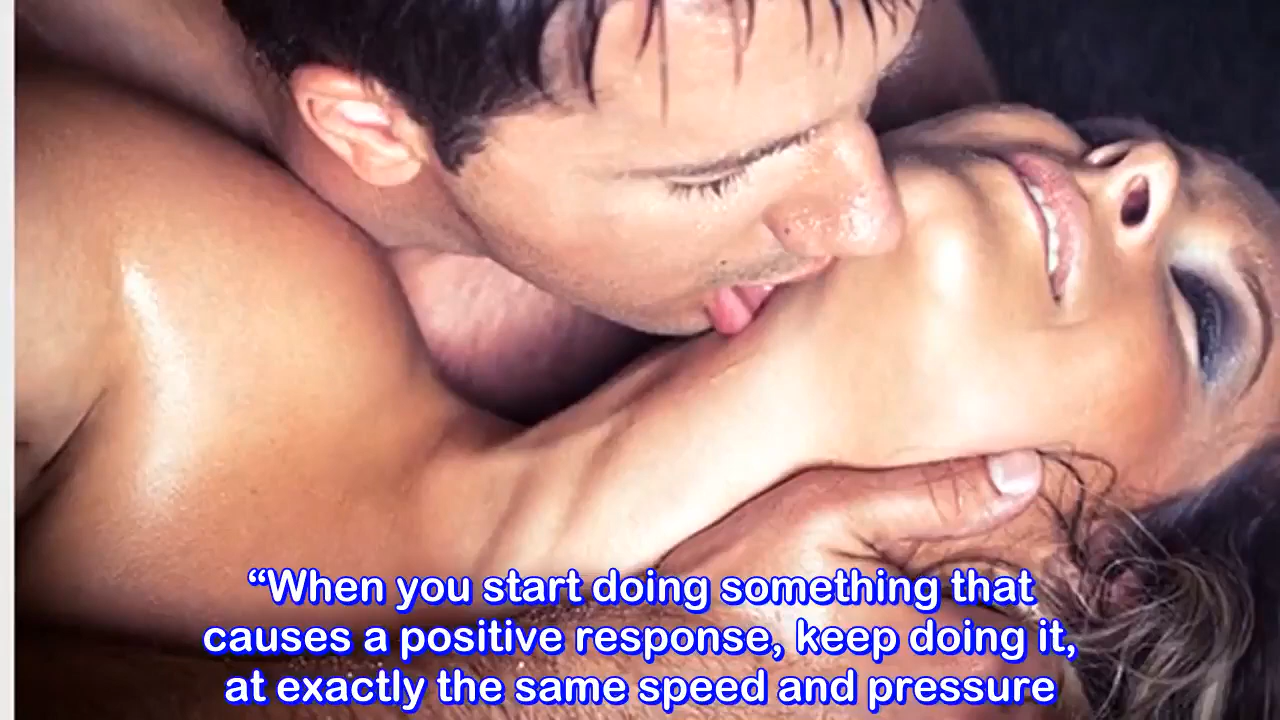 “When you start doing something that
causes a positive response, keep doing it,
at exactly the same speed and pressure